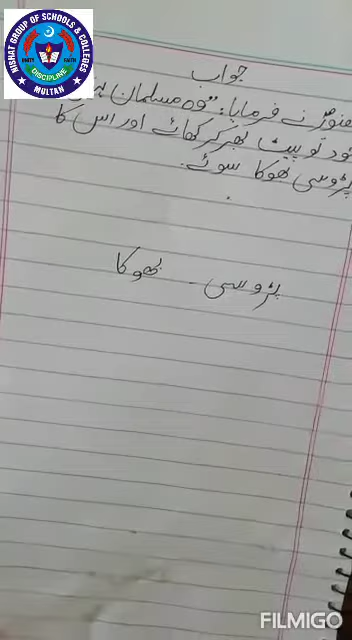 NISHAT GROUP OF SCHOOLS & COLLEGES
UNITY
FAITH
DISCIPLINE
MULTAN
جواب
حضورؐ نے فرمایا: "وہ مسلمان
خود تو پیٹ بھر کر کھائے اور اس کا
پڑوسی بھوکا سوئے۔
پڑوسی - بھوکا
FILMIGO